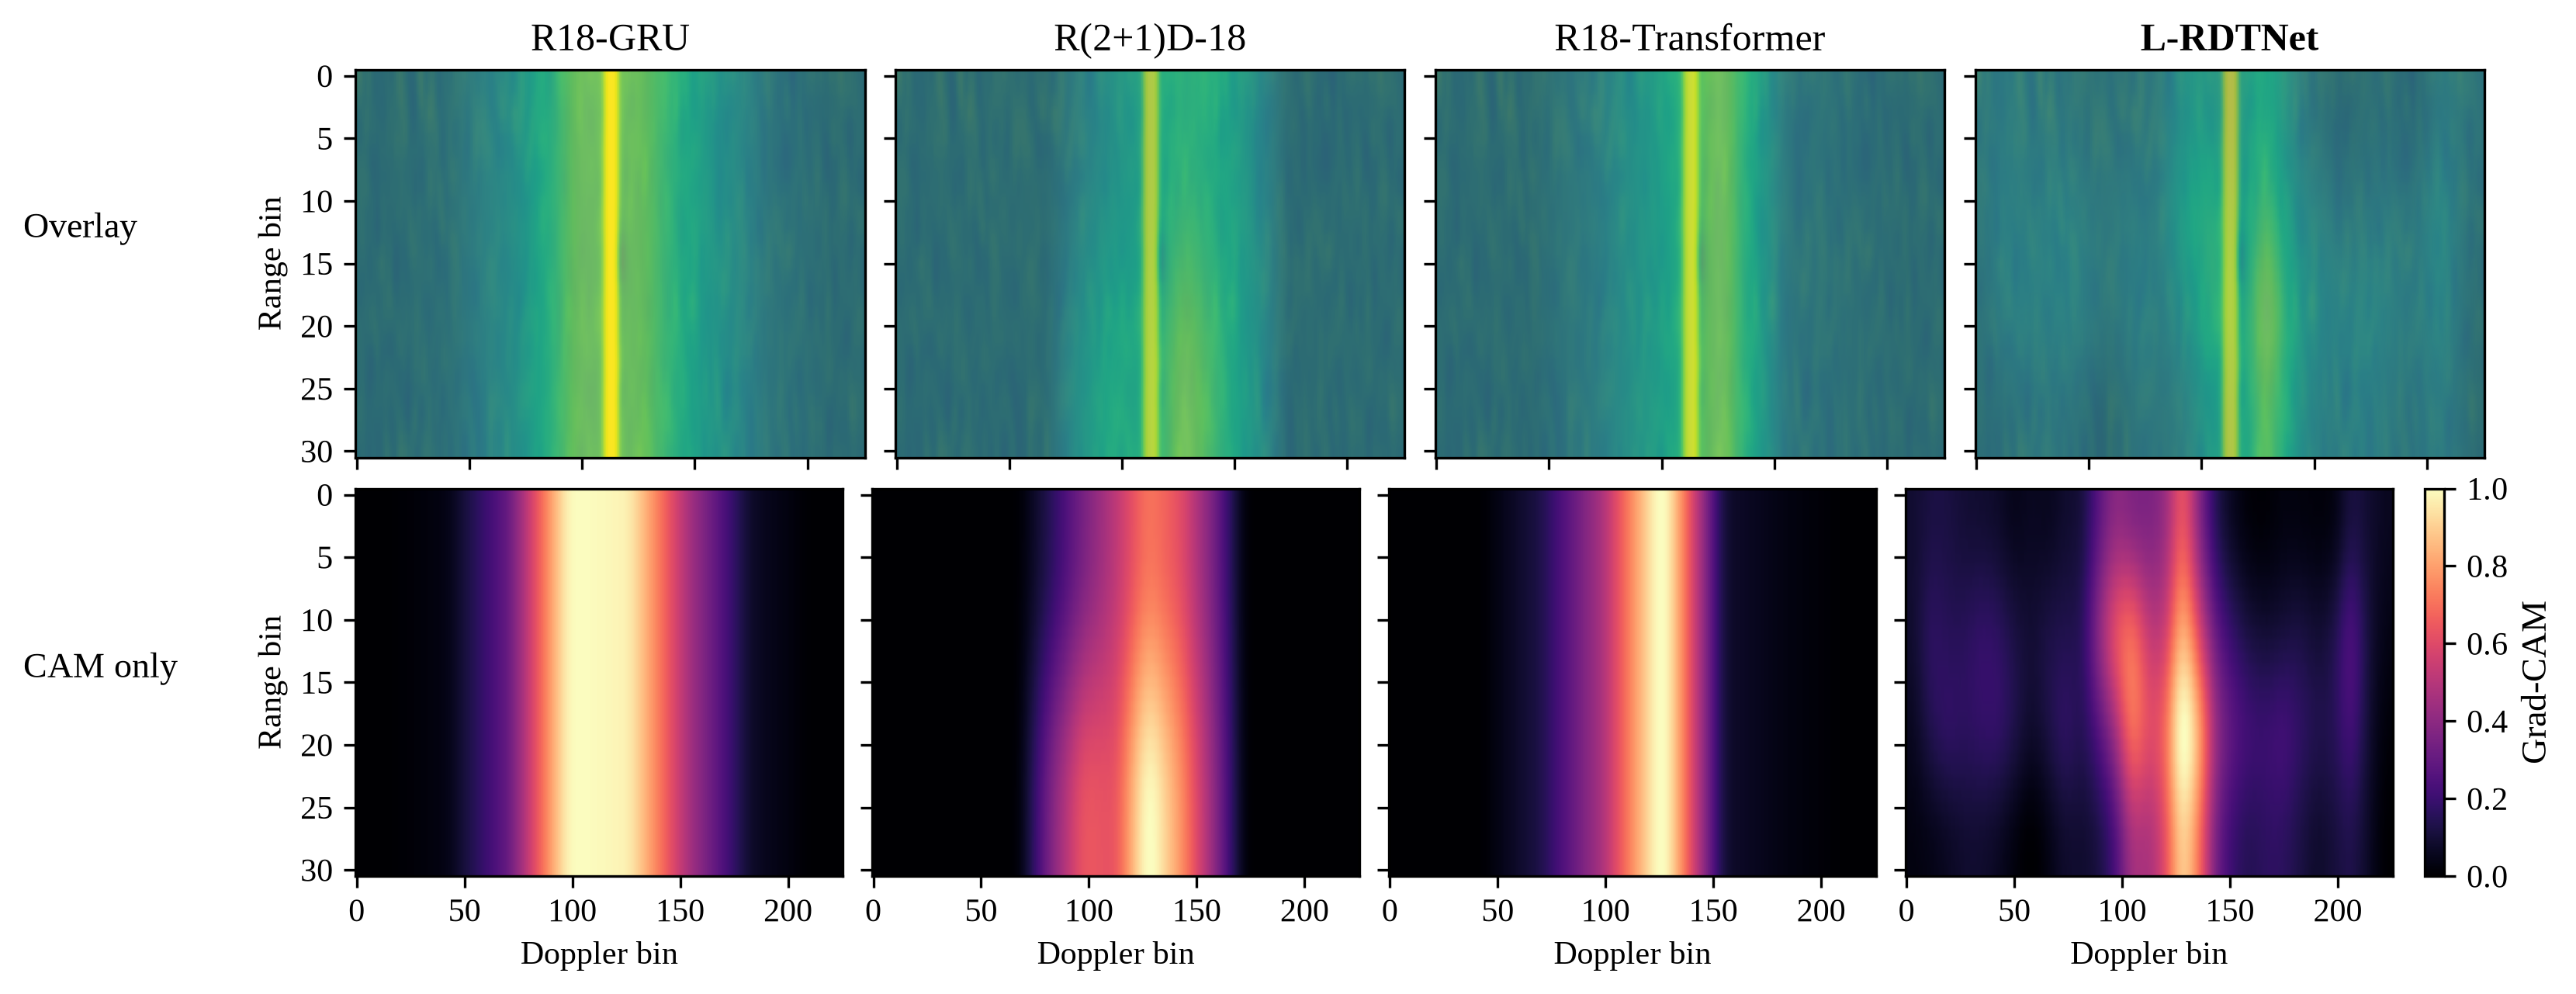 R18-GRU
R(2+1)D-18
R18-Transformer
L-RDTNet
Overlay
Range bin
0
5
10
15
20
25
30
CAM only
Range bin
0
5
10
15
20
25
30
0 50 100 150 200
Doppler bin
0 50 100 150 200
Doppler bin
0 50 100 150 200
Doppler bin
0 50 100 150 200
Doppler bin
1.0
0.8
0.6
0.4
0.2
0.0
Grad-CAM